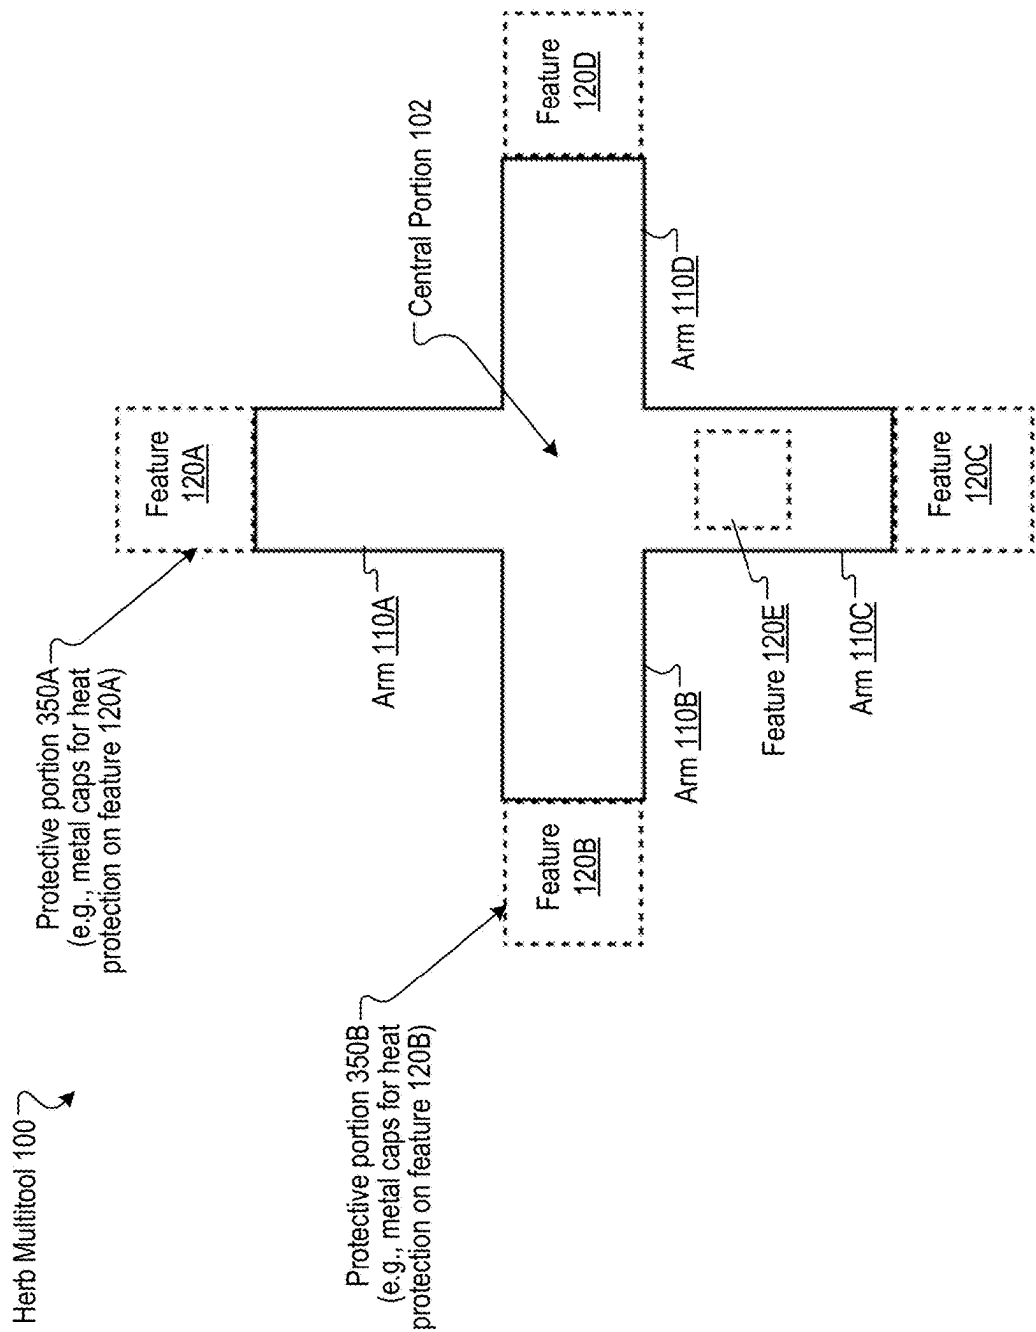 Herb Multitool 100
Protective portion 350A
(e.g., metal caps for heat
protection on feature 120A)
Protective portion 350B
(e.g., metal caps for heat
protection on feature 120B)
Feature
120A
Arm 110A
Central Portion 102
Feature
120B
Feature
120D
Arm 110B
Arm 110D
Feature 120E
Arm 110C
Feature
120C